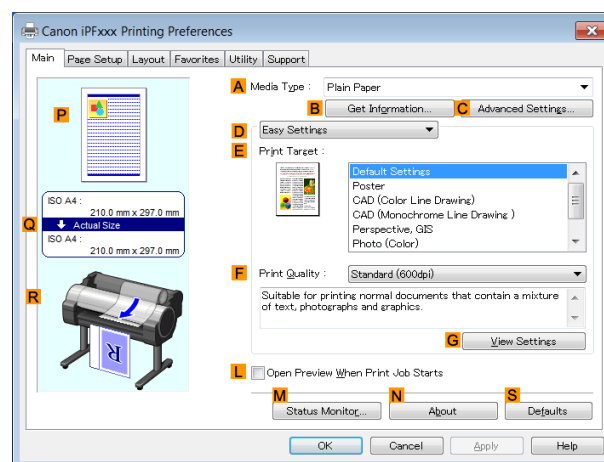 Canon iPFxxx Printing Preferences
Main Page Setup Layout Favorites Utility Support
A Media Type : Plain Paper
B Get Information... C Advanced Settings...
D Easy Settings
E Print Target :
P
Default Settings
Poster
CAD (Color Line Drawing)
CAD (Monochrome Line Drawing )
Perspective, GIS
Photo (Color)
ISO A4 :
210.0 mm x 297.0 mm
Q Actual Size
ISO A4 :
210.0 mm x 297.0 mm
F Print Quality : Standard (600dpi)
Suitable for printing normal documents that contain a mixture
of text, photographs and graphics.
R
G View Settings
L Open Preview When Print Job Starts
M N S
Status Monitor... About Defaults
OK Cancel Apply Help